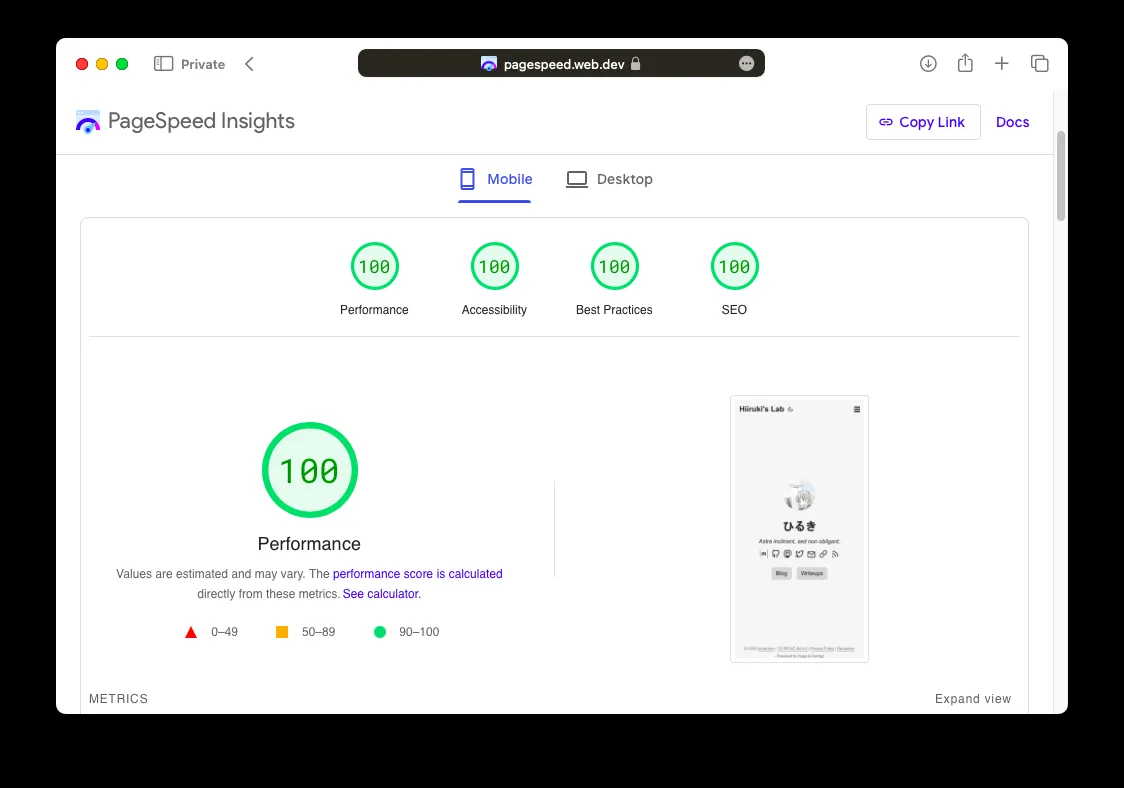 Private
pagespeed.web.dev
PageSpeed Insights
Copy Link
Docs
Mobile
Desktop
100
100
100
100
Performance
Accessibility
Best Practices
SEO
100
Performance
Values are estimated and may vary. The performance score is calculated
directly from these metrics. See calculator.
0–49
50–89
90–100
Hiiruki's Lab
ひるき
Astra inclinant, sed non obligant.
Blog
Writeups
METRICS
Expand view